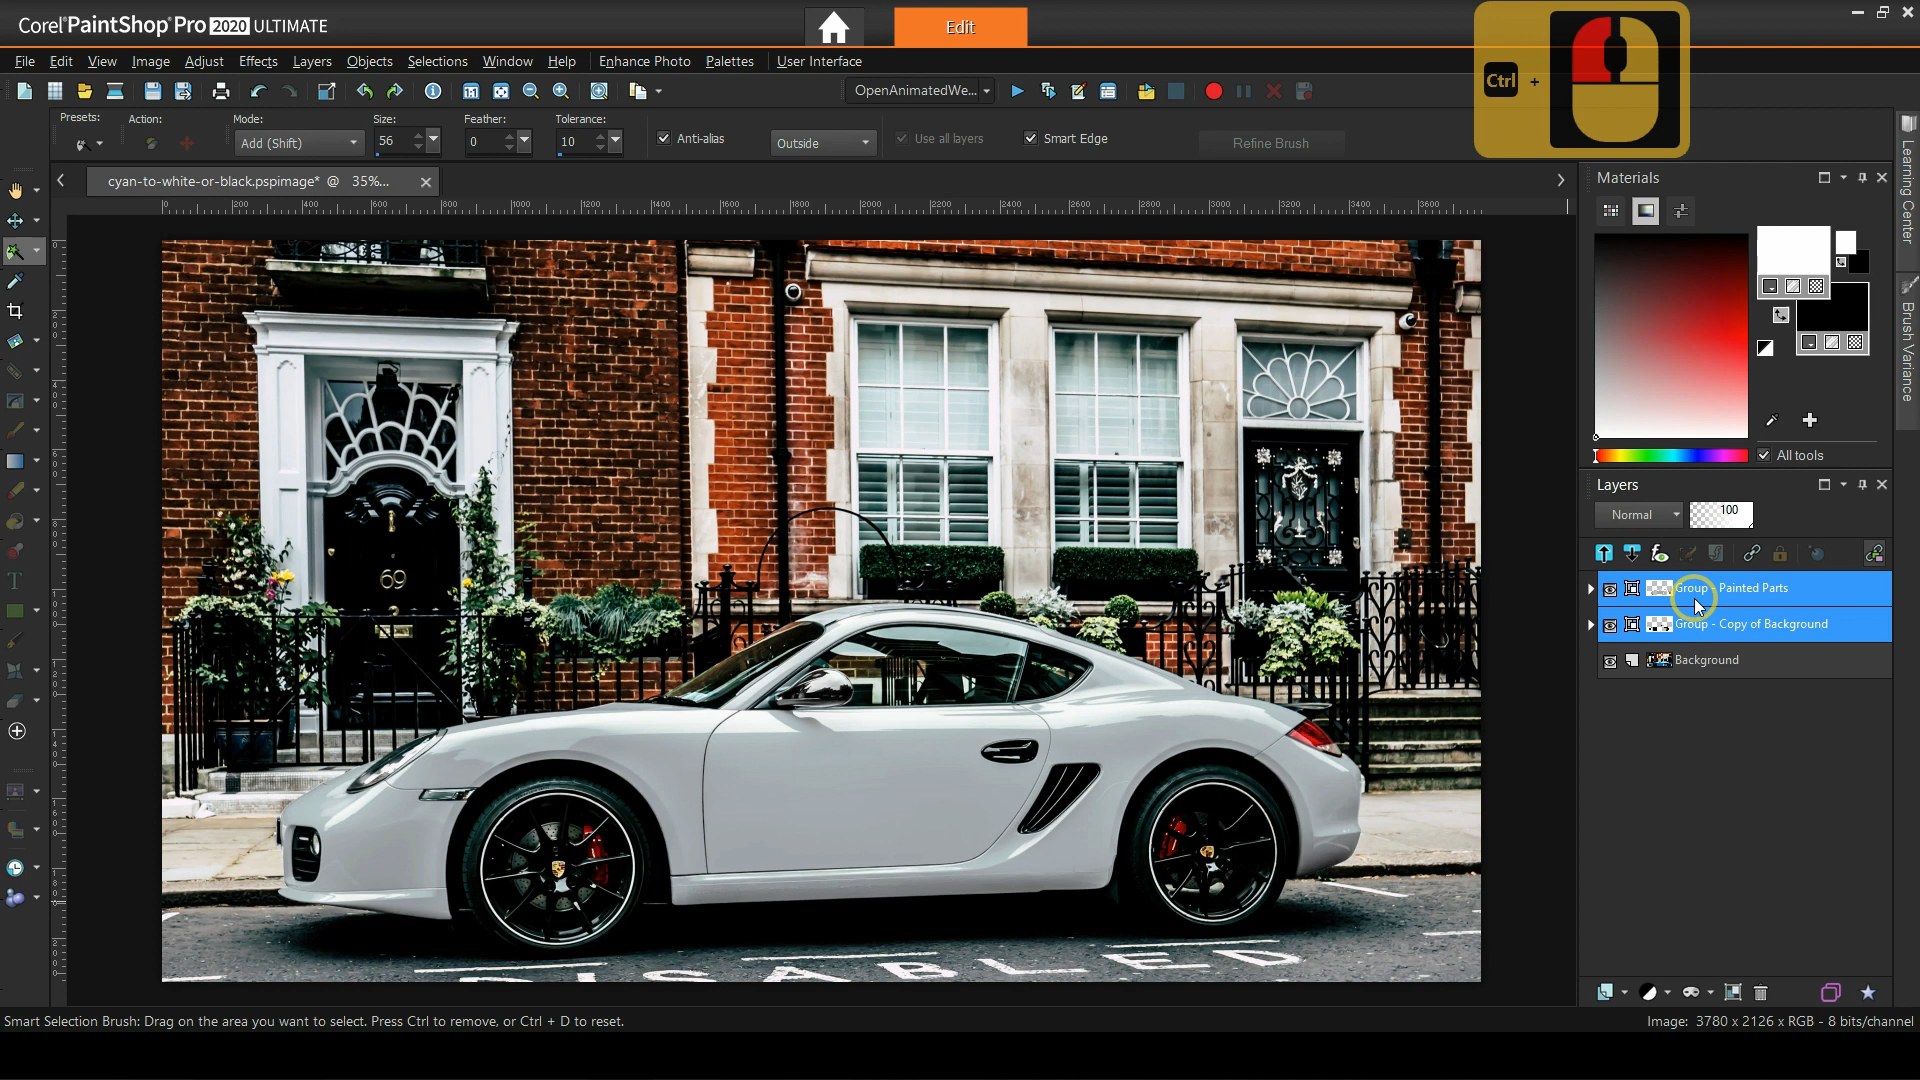 Corel PaintShop Pro 2020 ULTIMATE
Edit
Ctrl +
File Edit View Image Adjust Effects Layers Objects Selections Window Help Enhance Photo Palettes User Interface
OpenAnimatedWe...
Presets: Action: Mode: Size: Feather: Tolerance:
Add (Shift) 56 0 10 Anti-alias Outside Use all layers Smart Edge Refine Brush
cyan-to-white-or-black.pspimage* @ 35%...
Learning Center
Brush Variance
Materials
All tools
Layers
Normal 100
Group - Painted Parts
Group - Copy of Background
Background
69
DISABLED
Smart Selection Brush: Drag on the area you want to select. Press Ctrl to remove, or Ctrl + D to reset.
Image: 3780 x 2126 x RGB - 8 bits/channel